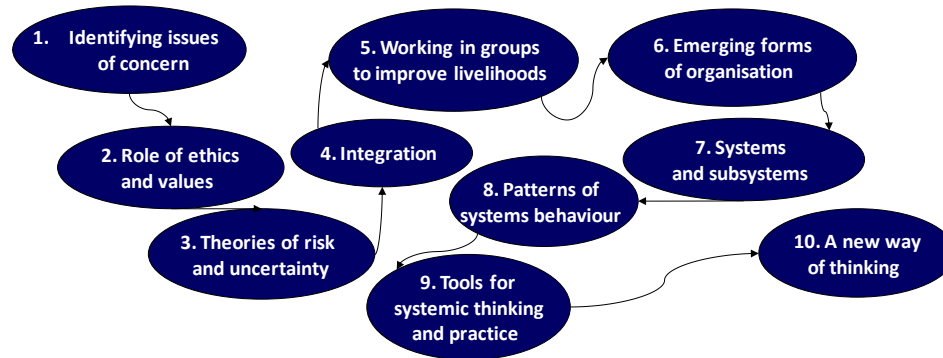 1. Identifying issues
of concern
2. Role of ethics
and values
3. Theories of risk
and uncertainty
4. Integration
5. Working in groups
to improve livelihoods
6. Emerging forms
of organisation
7. Systems
and subsystems
8. Patterns of
systems behaviour
9. Tools for
systemic thinking
and practice
10. A new way
of thinking